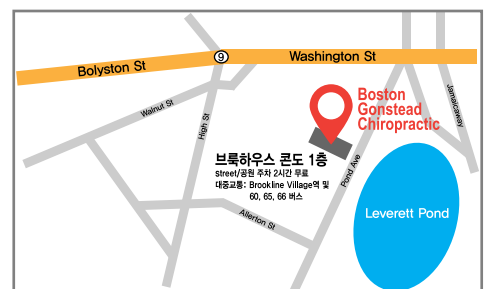 Bolyston St
9
Washington St
Walnut St
High St
Boston
Gonstead
Chiropractic
Jamaicaway
브룩하우스 콘도 1층
street/공원 주차 2시간 무료
대중교통: Brookline Village역 및
60, 65, 66 버스
Pond Ave
Allerton St
Leverett Pond